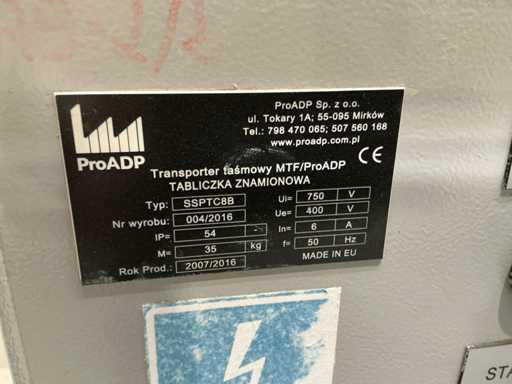 ProADP Sp. z o.o.
ul. Tokary 1A; 55-095 Mirków
Tel.: 798 470 065; 507 560 168
www.proadp.com.pl
ProADP
Transporter taśmowy MTF/ProADP CE
TABLICZKA ZNAMIONOWA
Typ: SSPTC8B Ui= 750 V
Nr wyrobu: 004/2016 Ue= 400 V
IP= 54 - In= 6 A
M= 35 kg f= 50 Hz
Rok Prod.: 2007/2016 MADE IN EU
STA